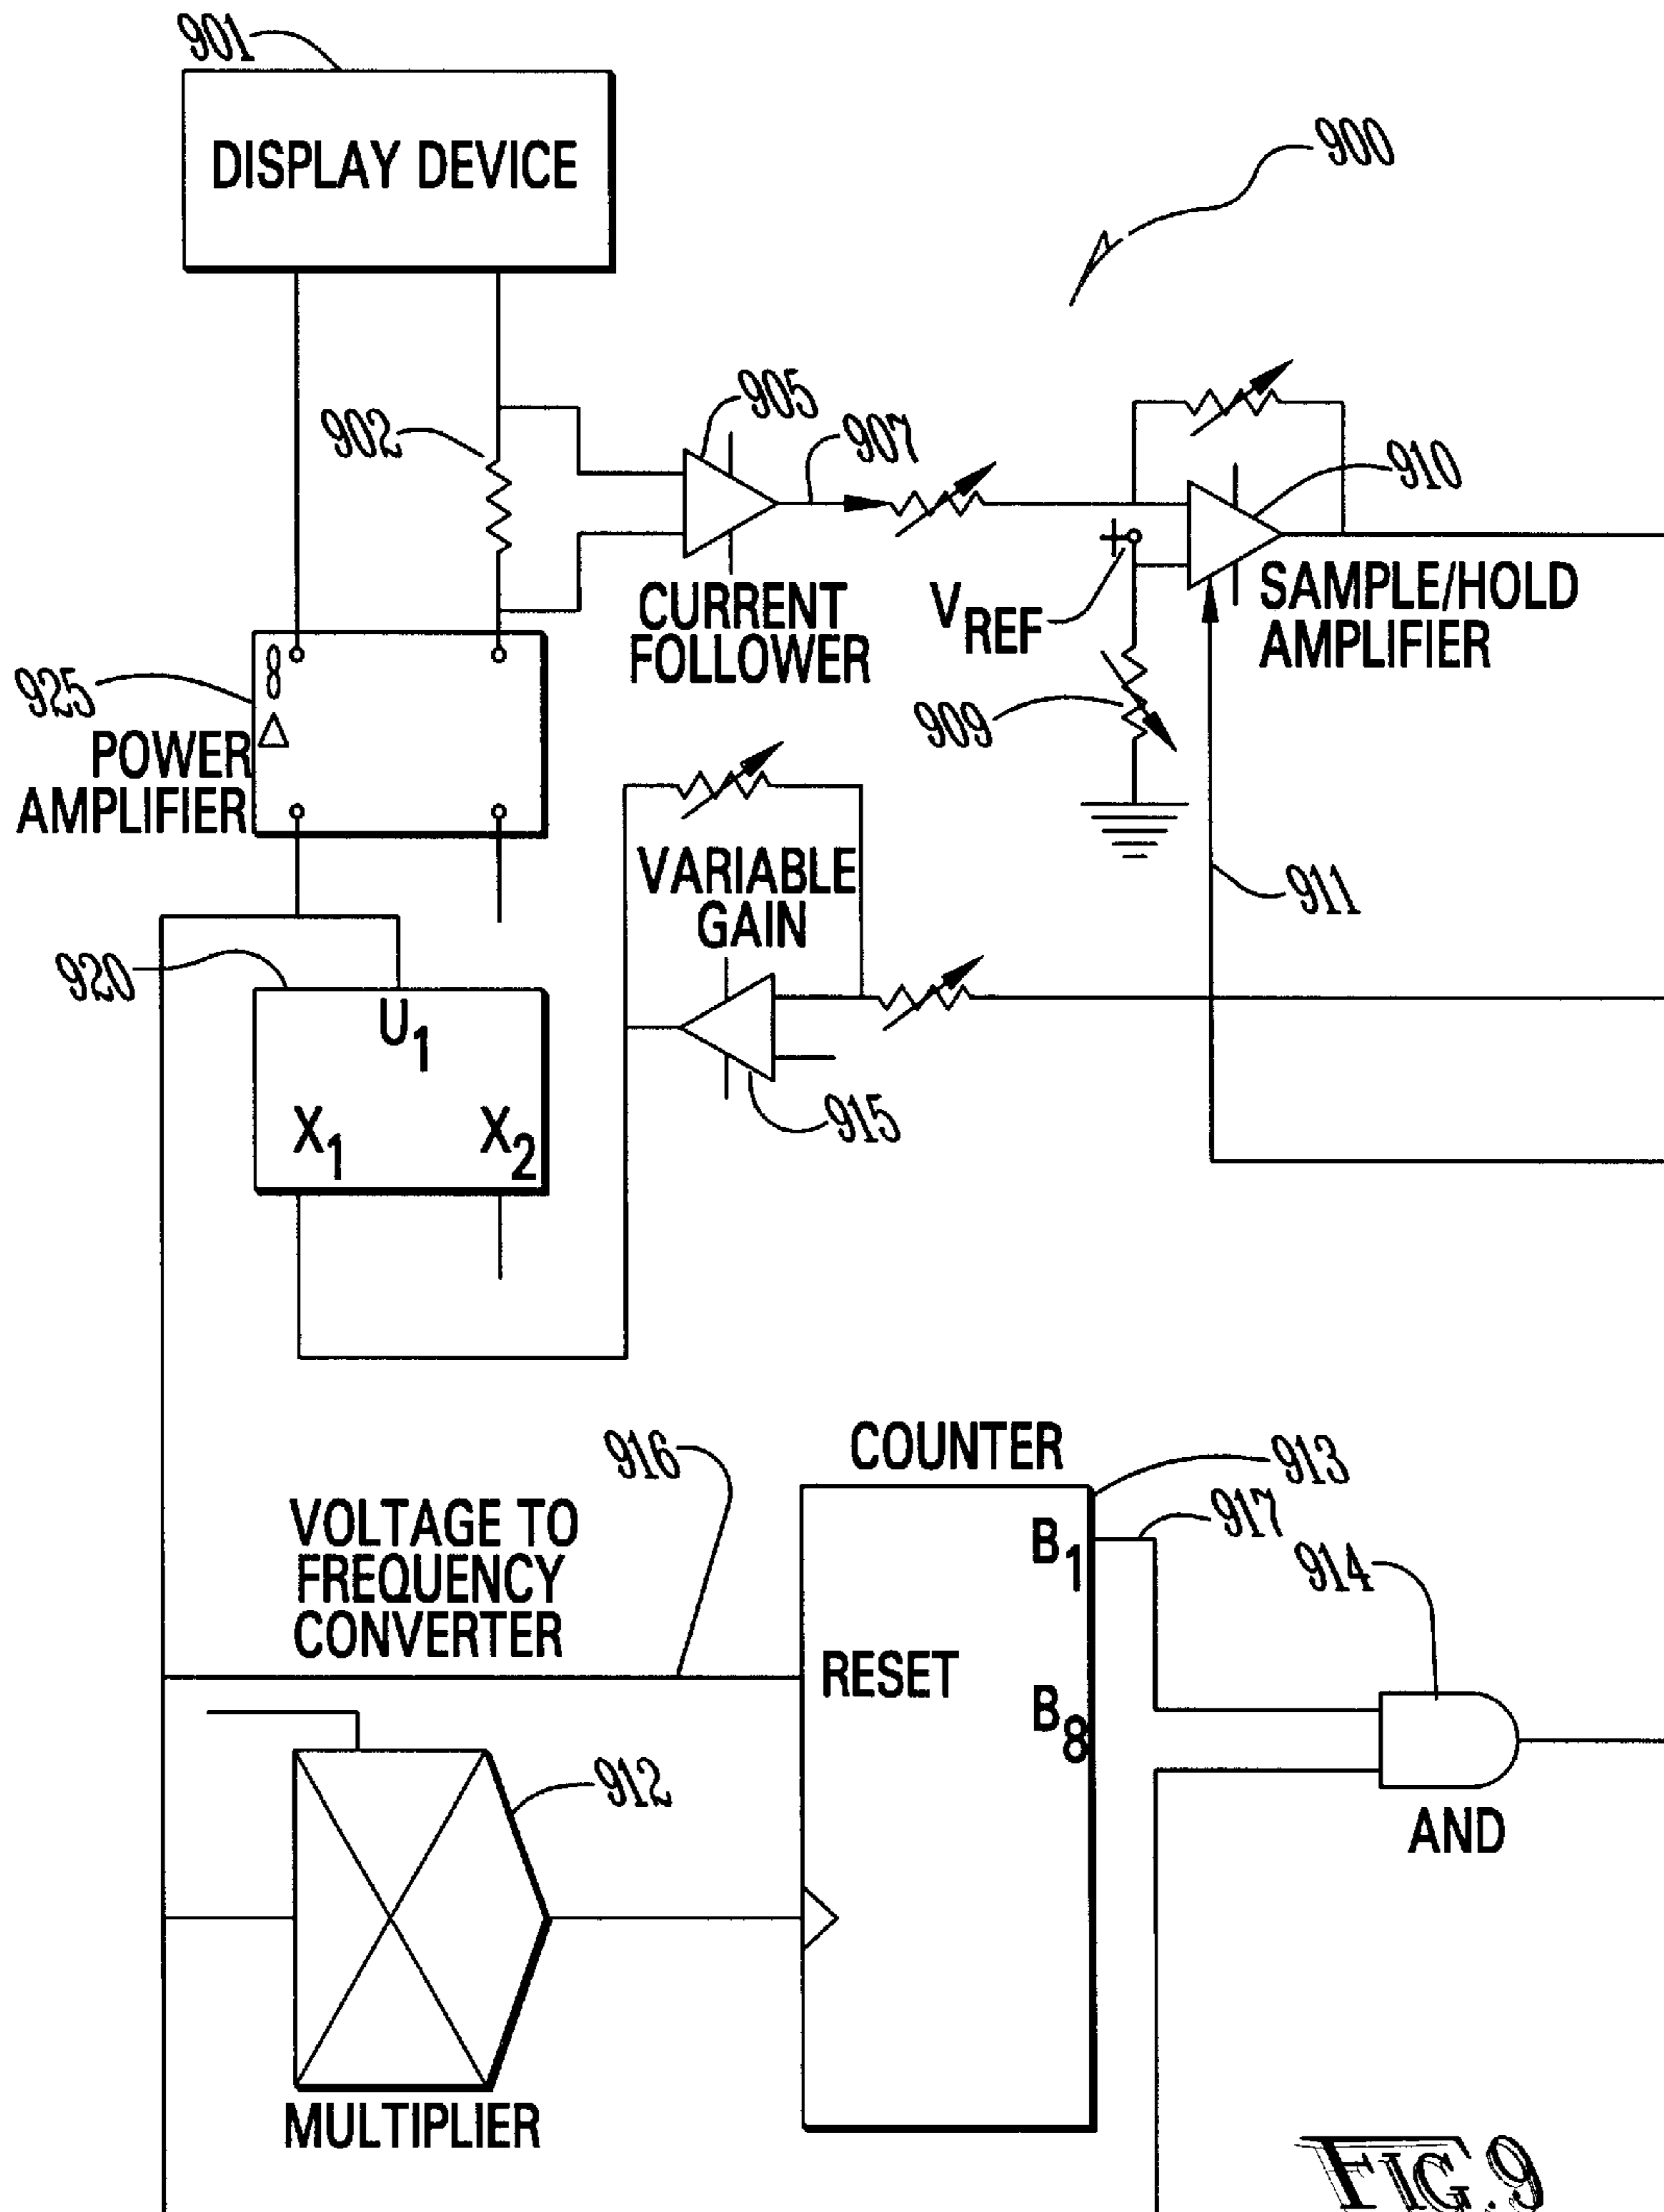 901
DISPLAY DEVICE
900
902
905
907
910
CURRENT
FOLLOWER
+
VREF
SAMPLE/HOLD
AMPLIFIER
8
925
POWER
AMPLIFIER
909
VARIABLE
GAIN
911
920
U1
X1
X2
915
916
COUNTER
913
917
VOLTAGE TO
FREQUENCY
CONVERTER
B1
914
RESET
B8
912
AND
MULTIPLIER
FIG. 9